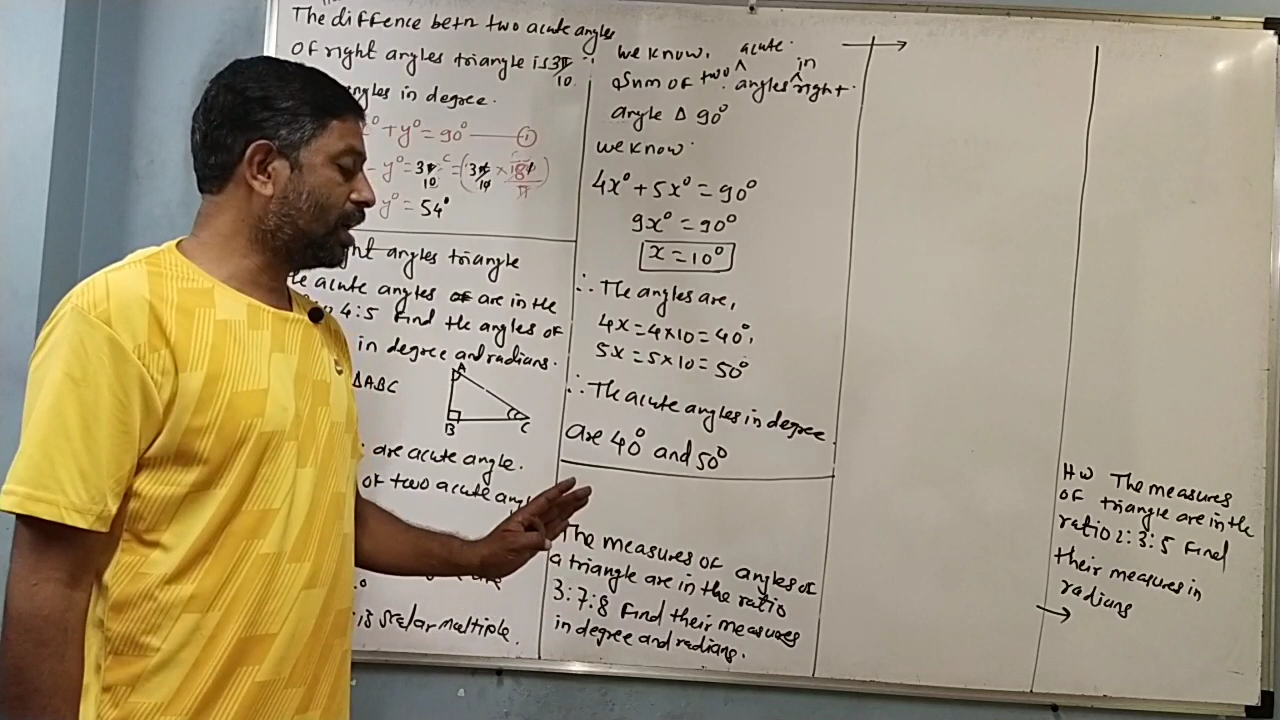 The diffence betn two acute angles
of right angles triangle is 3π/10
angles in degree.
x° + y° = 90° —— ①
- y° = 3π/10 ᶜ = (3π/10 × 180/π)
y° = 54°
right angles triangle
the acute angles are in the
4:5 Find the angles of
in degree and radians.
ΔABC
A
B
C
are acute angle.
of two acute
is scelar multiple.
we know, acute
Sum of two angles in right
angle Δ 90°
we know
4x° + 5x° = 90°
9x° = 90°
x = 10°
∴ The angles are,
4x = 4×10 = 40°,
5x = 5×10 = 50°
∴ The acute angles in degree
are 40° and 50°
The measures of angles of
a triangle are in the ratio
3:7:8 Find their measures
in degree and radians.
HW The measures
of triangle are in the
ratio 2:3:5 Find
their measures in
radians